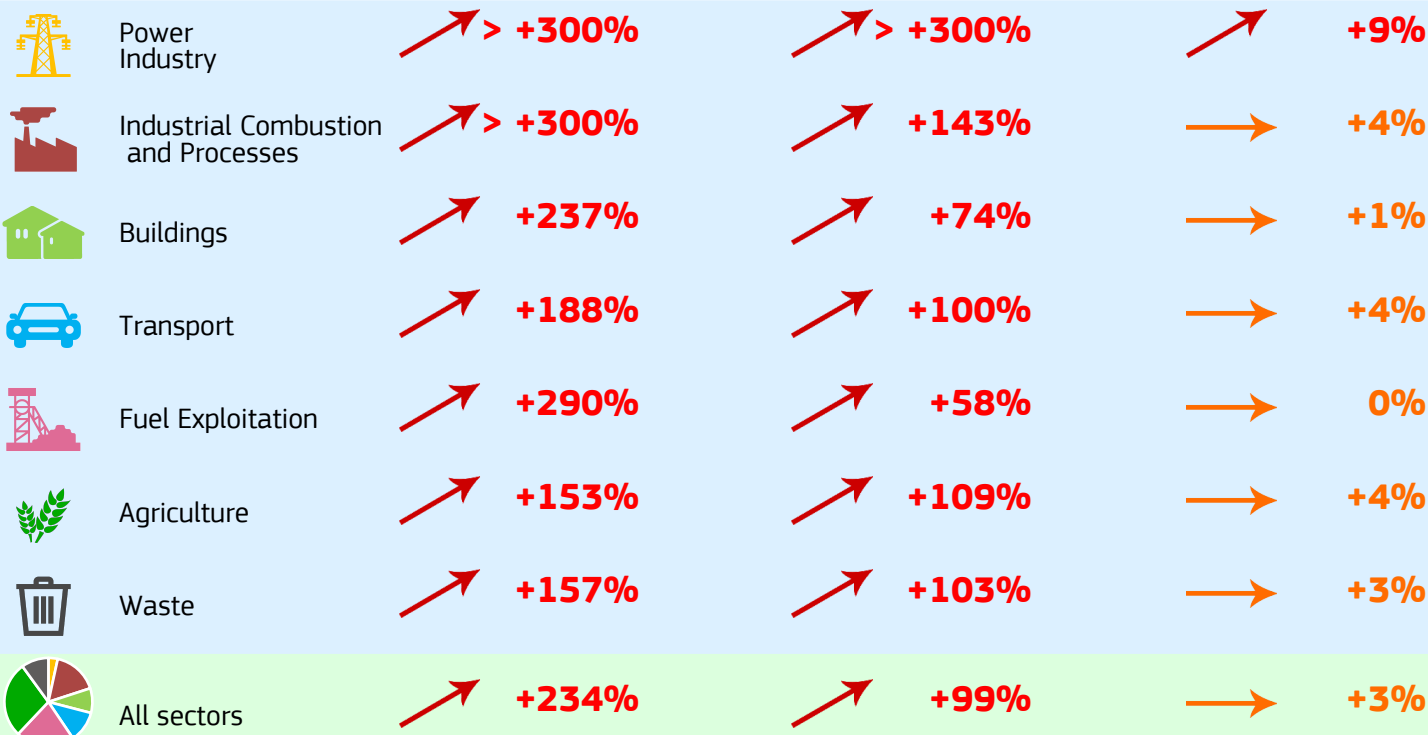 Power
Industry
> +300%
> +300%
+9%
Industrial Combustion
and Processes
> +300%
+143%
+4%
Buildings
+237%
+74%
+1%
Transport
+188%
+100%
+4%
Fuel Exploitation
+290%
+58%
0%
Agriculture
+153%
+109%
+4%
Waste
+157%
+103%
+3%
All sectors
+234%
+99%
+3%